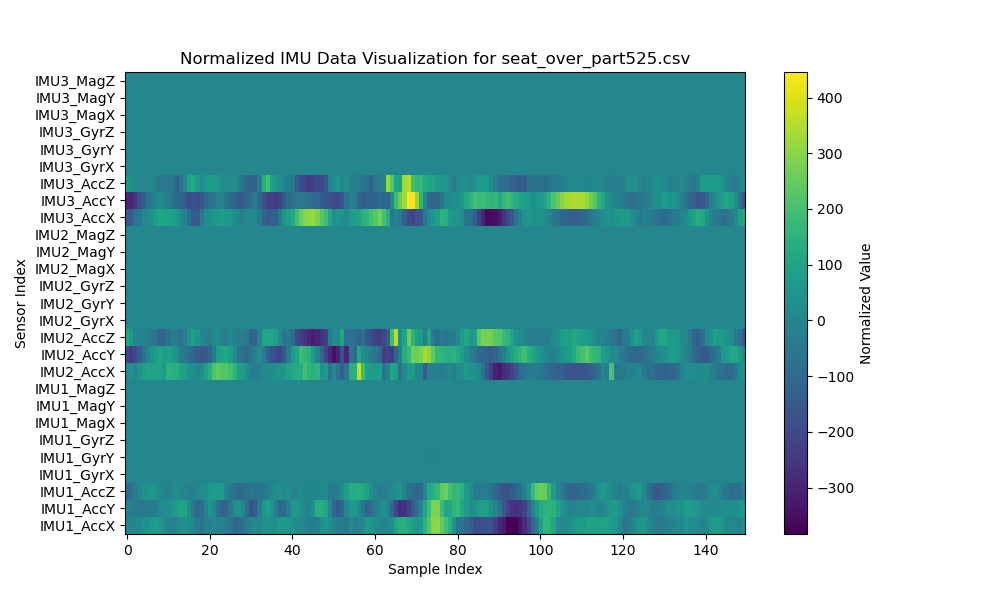 Normalized IMU Data Visualization for seat_over_part525.csv
Sensor Index
IMU3_MagZ
IMU3_MagY
IMU3_MagX
IMU3_GyrZ
IMU3_GyrY
IMU3_GyrX
IMU3_AccZ
IMU3_AccY
IMU3_AccX
IMU2_MagZ
IMU2_MagY
IMU2_MagX
IMU2_GyrZ
IMU2_GyrY
IMU2_GyrX
IMU2_AccZ
IMU2_AccY
IMU2_AccX
IMU1_MagZ
IMU1_MagY
IMU1_MagX
IMU1_GyrZ
IMU1_GyrY
IMU1_GyrX
IMU1_AccZ
IMU1_AccY
IMU1_AccX
0 20 40 60 80 100 120 140
Sample Index
400
300
200
100
0
−100
−200
−300
Normalized Value